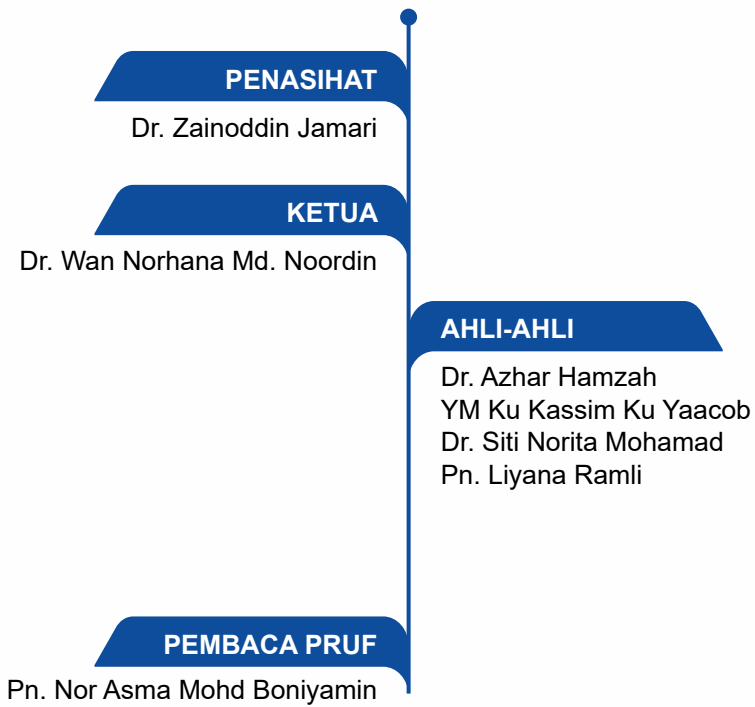 PENASIHAT
Dr. Zainoddin Jamari
KETUA
Dr. Wan Norhana Md. Noordin
AHLI-AHLI
Dr. Azhar Hamzah
YM Ku Kassim Ku Yaacob
Dr. Siti Norita Mohamad
Pn. Liyana Ramli
PEMBACA PRUF
Pn. Nor Asma Mohd Boniyamin